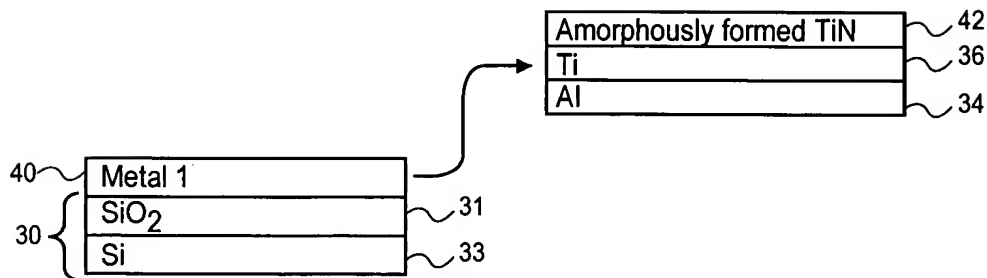 Amorphously formed TiN 42
Ti 36
Al 34
40 Metal 1
30 SiO2 31
Si 33